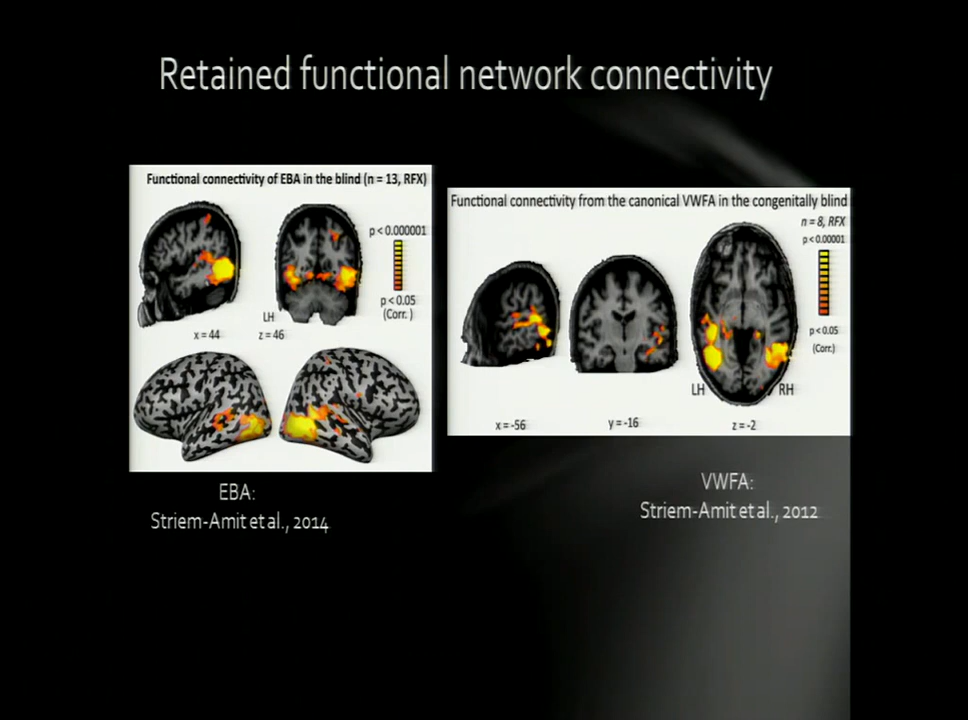 Retained functional network connectivity
Functional connectivity of EBA in the blind (n = 13, RFX)
p < 0.000001
p < 0.05
(Corr. )
LH
x = 44
z = 46
EBA:
Striem-Amit et al., 2014
Functional connectivity from the canonical VWFA in the congenitally blind
n = 8, RFX
p < 0.00001
p < 0.05
(Corr.)
LH
RH
x = -56
y = -16
z = -2
VWFA:
Striem-Amit et al., 2012